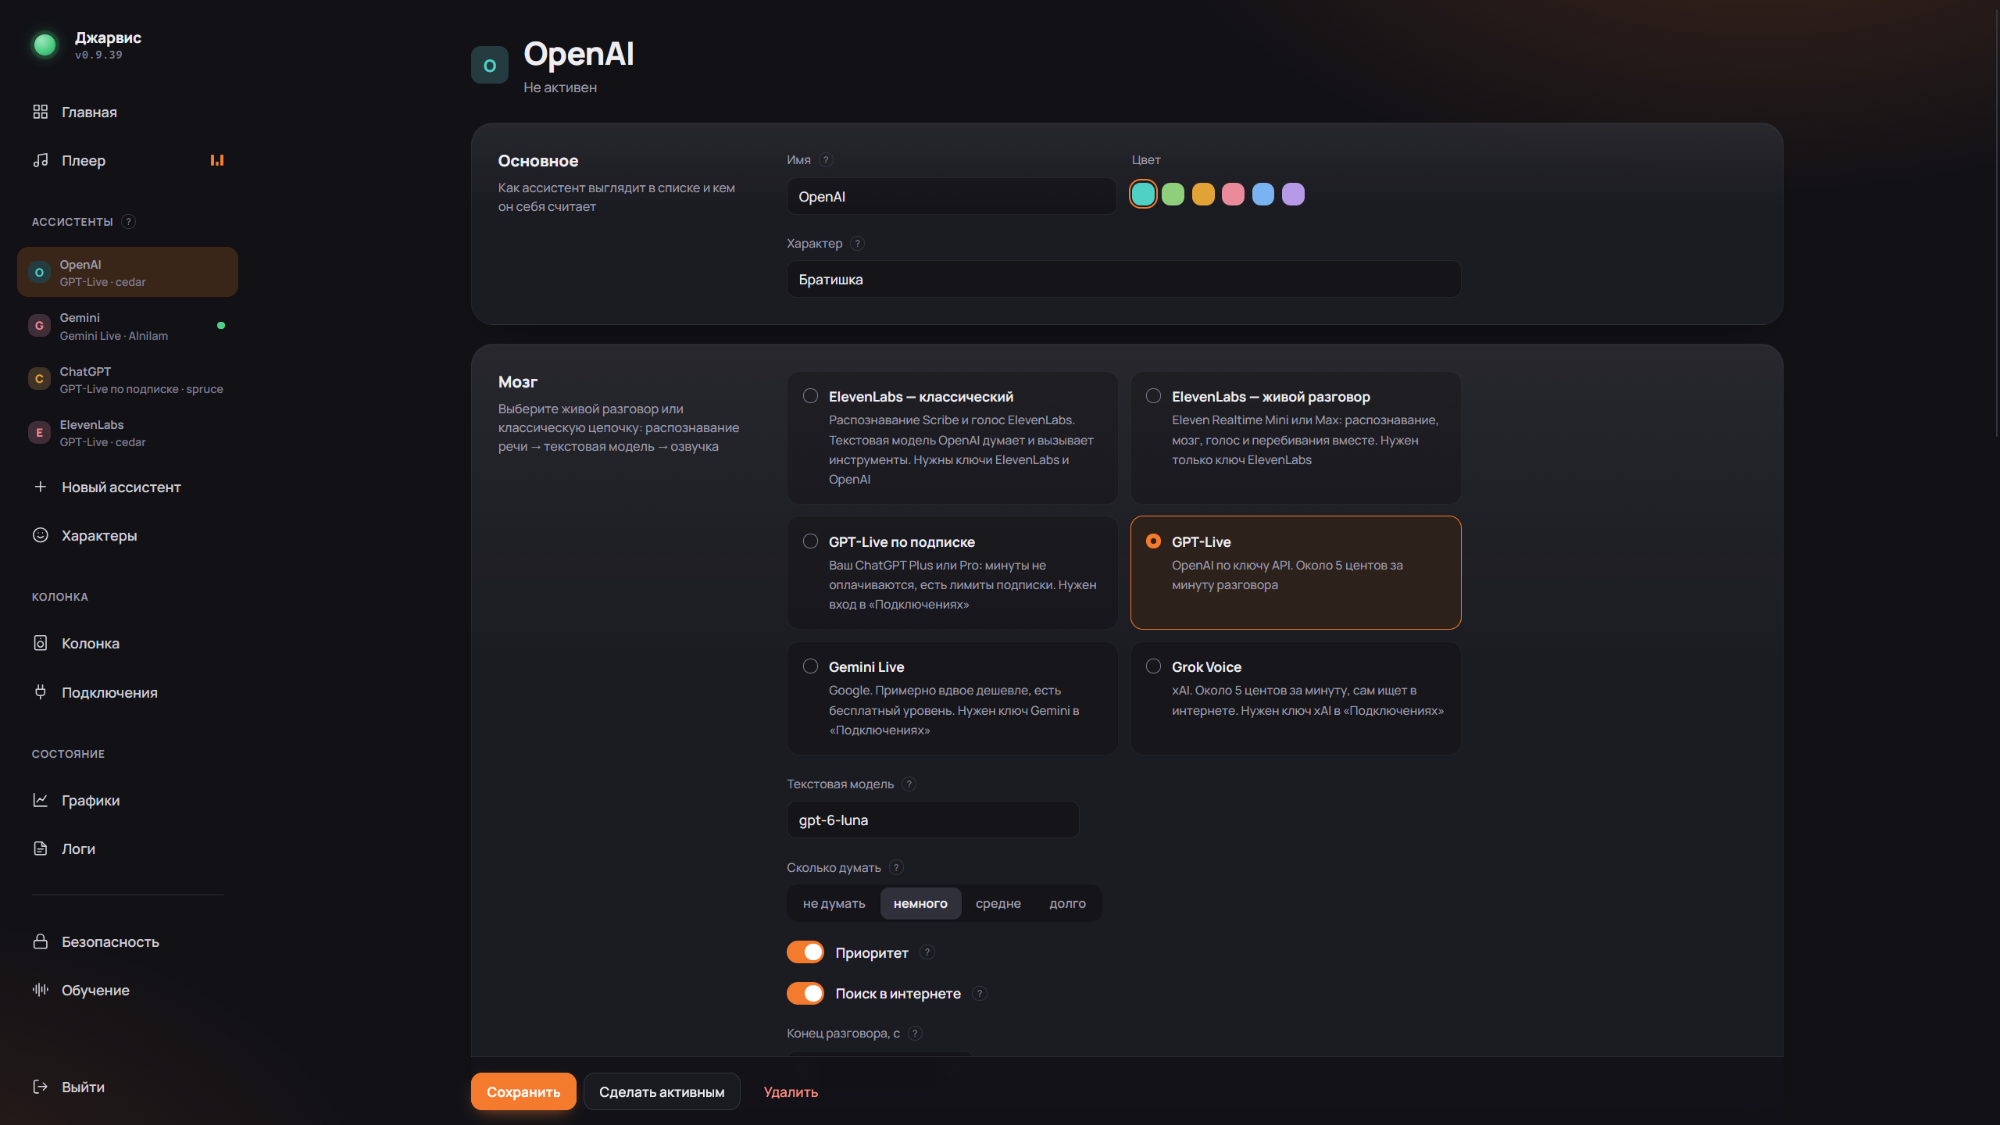 Джарвис
v0.9.39
Главная
Плеер
АССИСТЕНТЫ ?
O OpenAI
GPT-Live · cedar
G Gemini
Gemini Live · Alnilam
C ChatGPT
GPT-Live по подписке · spruce
E ElevenLabs
GPT-Live · cedar
Новый ассистент
Характеры
КОЛОНКА
Колонка
Подключения
СОСТОЯНИЕ
Графики
Логи
Безопасность
Обучение
Выйти
O OpenAI
Не активен
Основное
Как ассистент выглядит в списке и кем
он себя считает
Имя ?
OpenAI
Цвет
Характер ?
Братишка
Мозг
Выберите живой разговор или
классическую цепочку: распознавание
речи → текстовая модель → озвучка
ElevenLabs — классический
Распознавание Scribe и голос ElevenLabs.
Текстовая модель OpenAI думает и вызывает
инструменты. Нужны ключи ElevenLabs и
OpenAI
ElevenLabs — живой разговор
Eleven Realtime Mini или Max: распознавание,
мозг, голос и перебивания вместе. Нужен
только ключ ElevenLabs
GPT-Live по подписке
Ваш ChatGPT Plus или Pro: минуты не
оплачиваются, есть лимиты подписки. Нужен
вход в «Подключениях»
GPT-Live
OpenAI по ключу API. Около 5 центов за
минуту разговора
Gemini Live
Google. Примерно вдвое дешевле, есть
бесплатный уровень. Нужен ключ Gemini в
«Подключениях»
Grok Voice
xAI. Около 5 центов за минуту, сам ищет в
интернете. Нужен ключ xAI в «Подключениях»
Текстовая модель ?
gpt-6-luna
Сколько думать ?
не думать немного средне долго
Приоритет ?
Поиск в интернете ?
Конец разговора, с ?
Сохранить Сделать активным Удалить